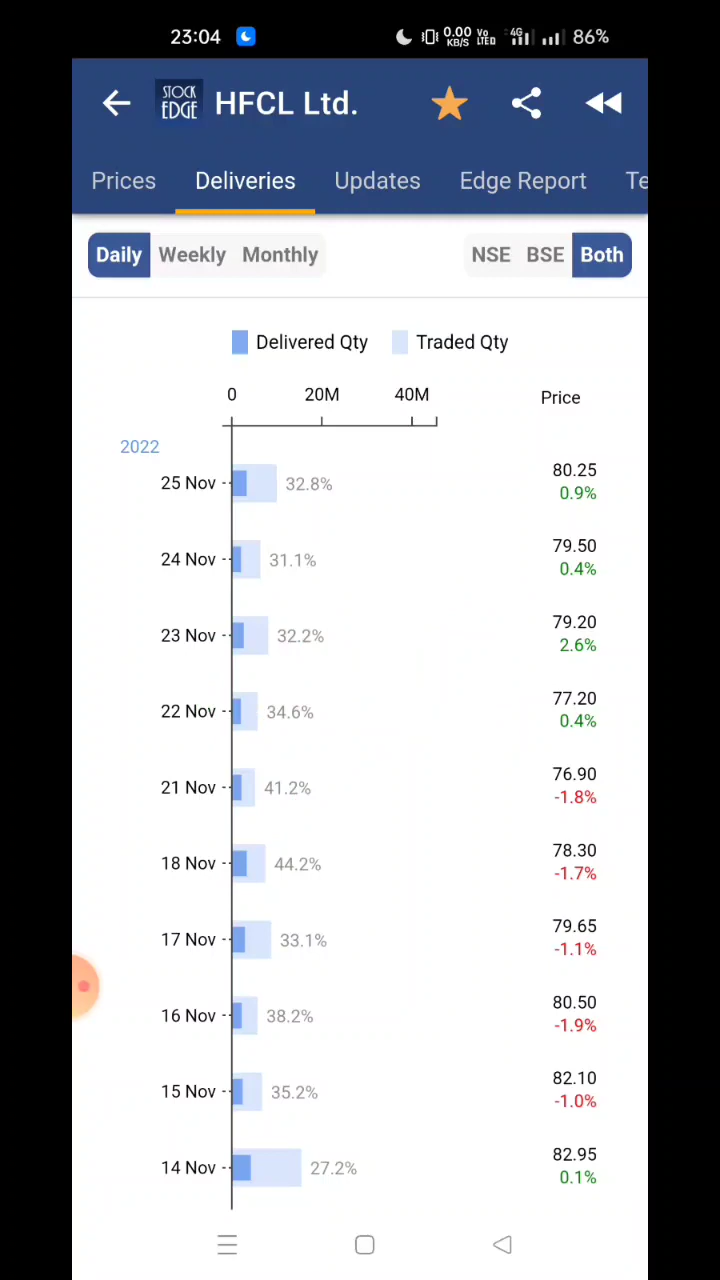 23:04 0.00 KB/S Vo LTED 4G 86%
STOCK EDGE HFCL Ltd.
Prices Deliveries Updates Edge Report Te
Daily Weekly Monthly NSE BSE Both
Delivered Qty Traded Qty
0 20M 40M Price
2022
25 Nov 32.8% 80.25
0.9%
24 Nov 31.1% 79.50
0.4%
23 Nov 32.2% 79.20
2.6%
22 Nov 34.6% 77.20
0.4%
21 Nov 41.2% 76.90
-1.8%
18 Nov 44.2% 78.30
-1.7%
17 Nov 33.1% 79.65
-1.1%
16 Nov 38.2% 80.50
-1.9%
15 Nov 35.2% 82.10
-1.0%
14 Nov 27.2% 82.95
0.1%